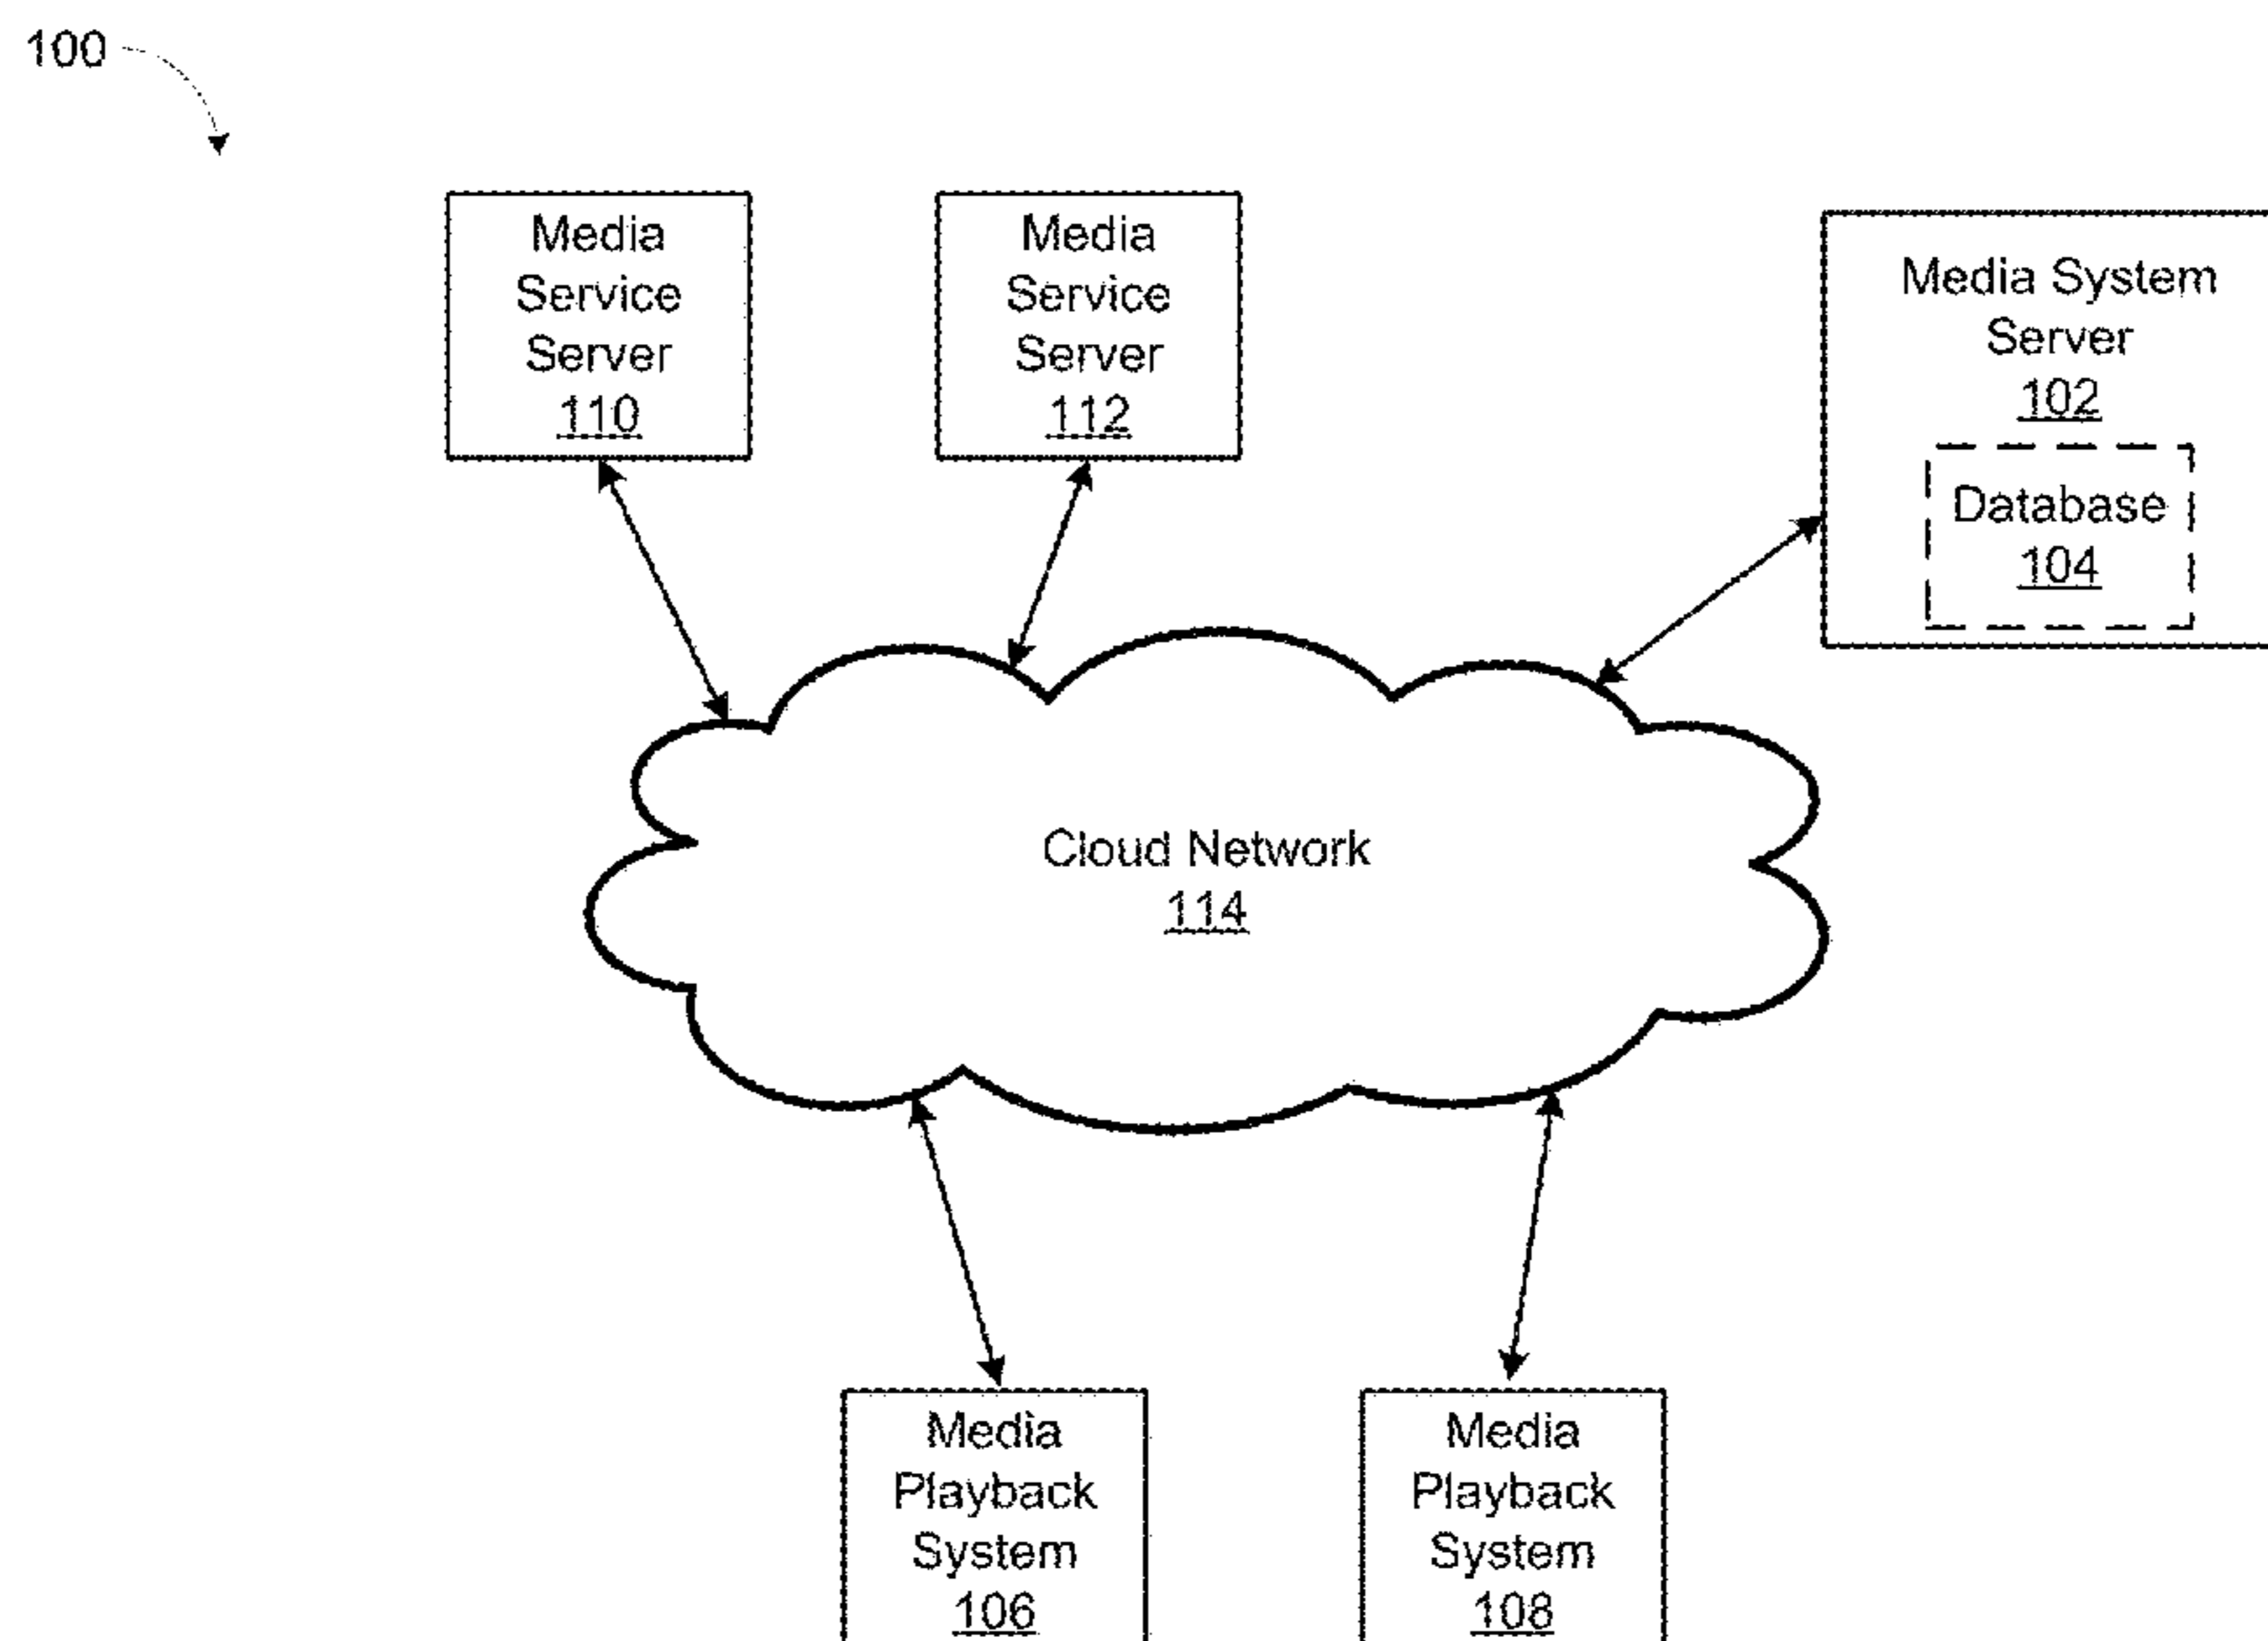 100
Media
Service
Server
110
Media
Service
Server
112
Media System
Server
102
Database
104
Cloud Network
114
Media
Playback
System
106
Media
Playback
System
108